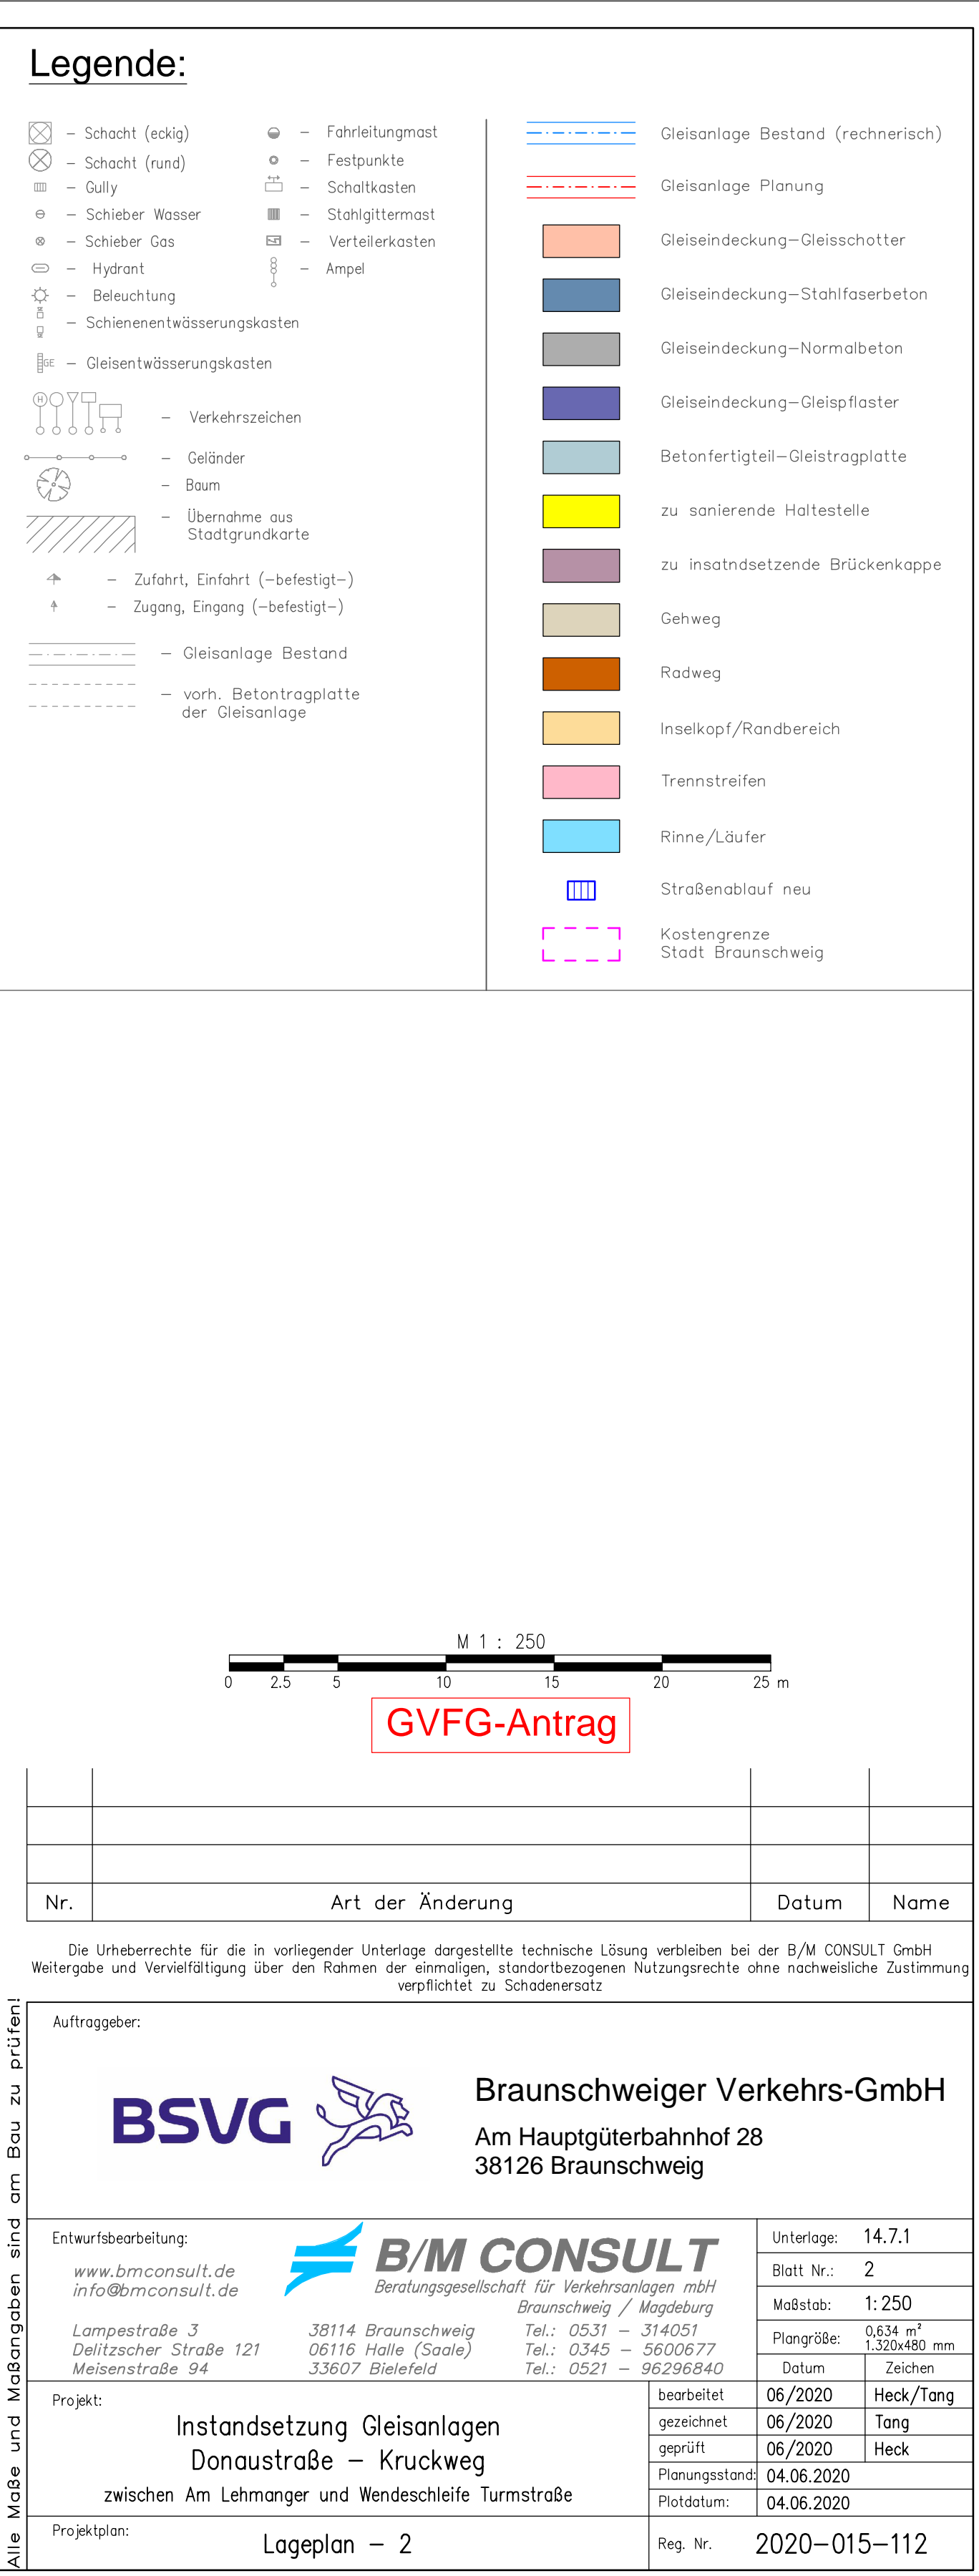 Legende:
– Schacht (eckig)
– Schacht (rund)
– Gully
– Schieber Wasser
– Schieber Gas
– Hydrant
– Beleuchtung
SE
– Schienenentwässerungskasten
SE
GE – Gleisentwässerungskasten
H
– Verkehrszeichen
– Geländer
– Baum
– Übernahme aus
Stadtgrundkarte
– Zufahrt, Einfahrt (–befestigt–)
– Zugang, Eingang (–befestigt–)
– Gleisanlage Bestand
– vorh. Betontragplatte
der Gleisanlage
– Fahrleitungmast
– Festpunkte
– Schaltkasten
– Stahlgittermast
– Verteilerkasten
– Ampel
Gleisanlage Bestand (rechnerisch)
Gleisanlage Planung
Gleiseindeckung–Gleisschotter
Gleiseindeckung–Stahlfaserbeton
Gleiseindeckung–Normalbeton
Gleiseindeckung–Gleispflaster
Betonfertigteil–Gleistragplatte
zu sanierende Haltestelle
zu insatndsetzende Brückenkappe
Gehweg
Radweg
Inselkopf/Randbereich
Trennstreifen
Rinne/Läufer
Straßenablauf neu
Kostengrenze
Stadt Braunschweig
M 1 : 250
0 2.5 5 10 15 20 25 m
GVFG-Antrag
Nr. Art der Änderung Datum Name
Die Urheberrechte für die in vorliegender Unterlage dargestellte technische Lösung verbleiben bei der B/M CONSULT GmbH
Weitergabe und Vervielfältigung über den Rahmen der einmaligen, standortbezogenen Nutzungsrechte ohne nachweisliche Zustimmung
verpflichtet zu Schadenersatz
Alle Maße und Maßangaben sind am Bau zu prüfen!
Auftraggeber:
BSVG
Braunschweiger Verkehrs-GmbH
Am Hauptgüterbahnhof 28
38126 Braunschweig
Entwurfsbearbeitung:
www.bmconsult.de
info@bmconsult.de
B/M CONSULT
Beratungsgesellschaft für Verkehrsanlagen mbH
Braunschweig / Magdeburg
Lampestraße 3 38114 Braunschweig Tel.: 0531 – 314051
Delitzscher Straße 121 06116 Halle (Saale) Tel.: 0345 – 5600677
Meisenstraße 94 33607 Bielefeld Tel.: 0521 – 96296840
Unterlage: 14.7.1
Blatt Nr.: 2
Maßstab: 1:250
Plangröße: 0,634 m²
1.320x480 mm
Datum Zeichen
bearbeitet 06/2020 Heck/Tang
gezeichnet 06/2020 Tang
geprüft 06/2020 Heck
Planungsstand: 04.06.2020
Plotdatum: 04.06.2020
Projekt:
Instandsetzung Gleisanlagen
Donaustraße – Kruckweg
zwischen Am Lehmanger und Wendeschleife Turmstraße
Projektplan:
Lageplan – 2
Reg. Nr. 2020–015–112